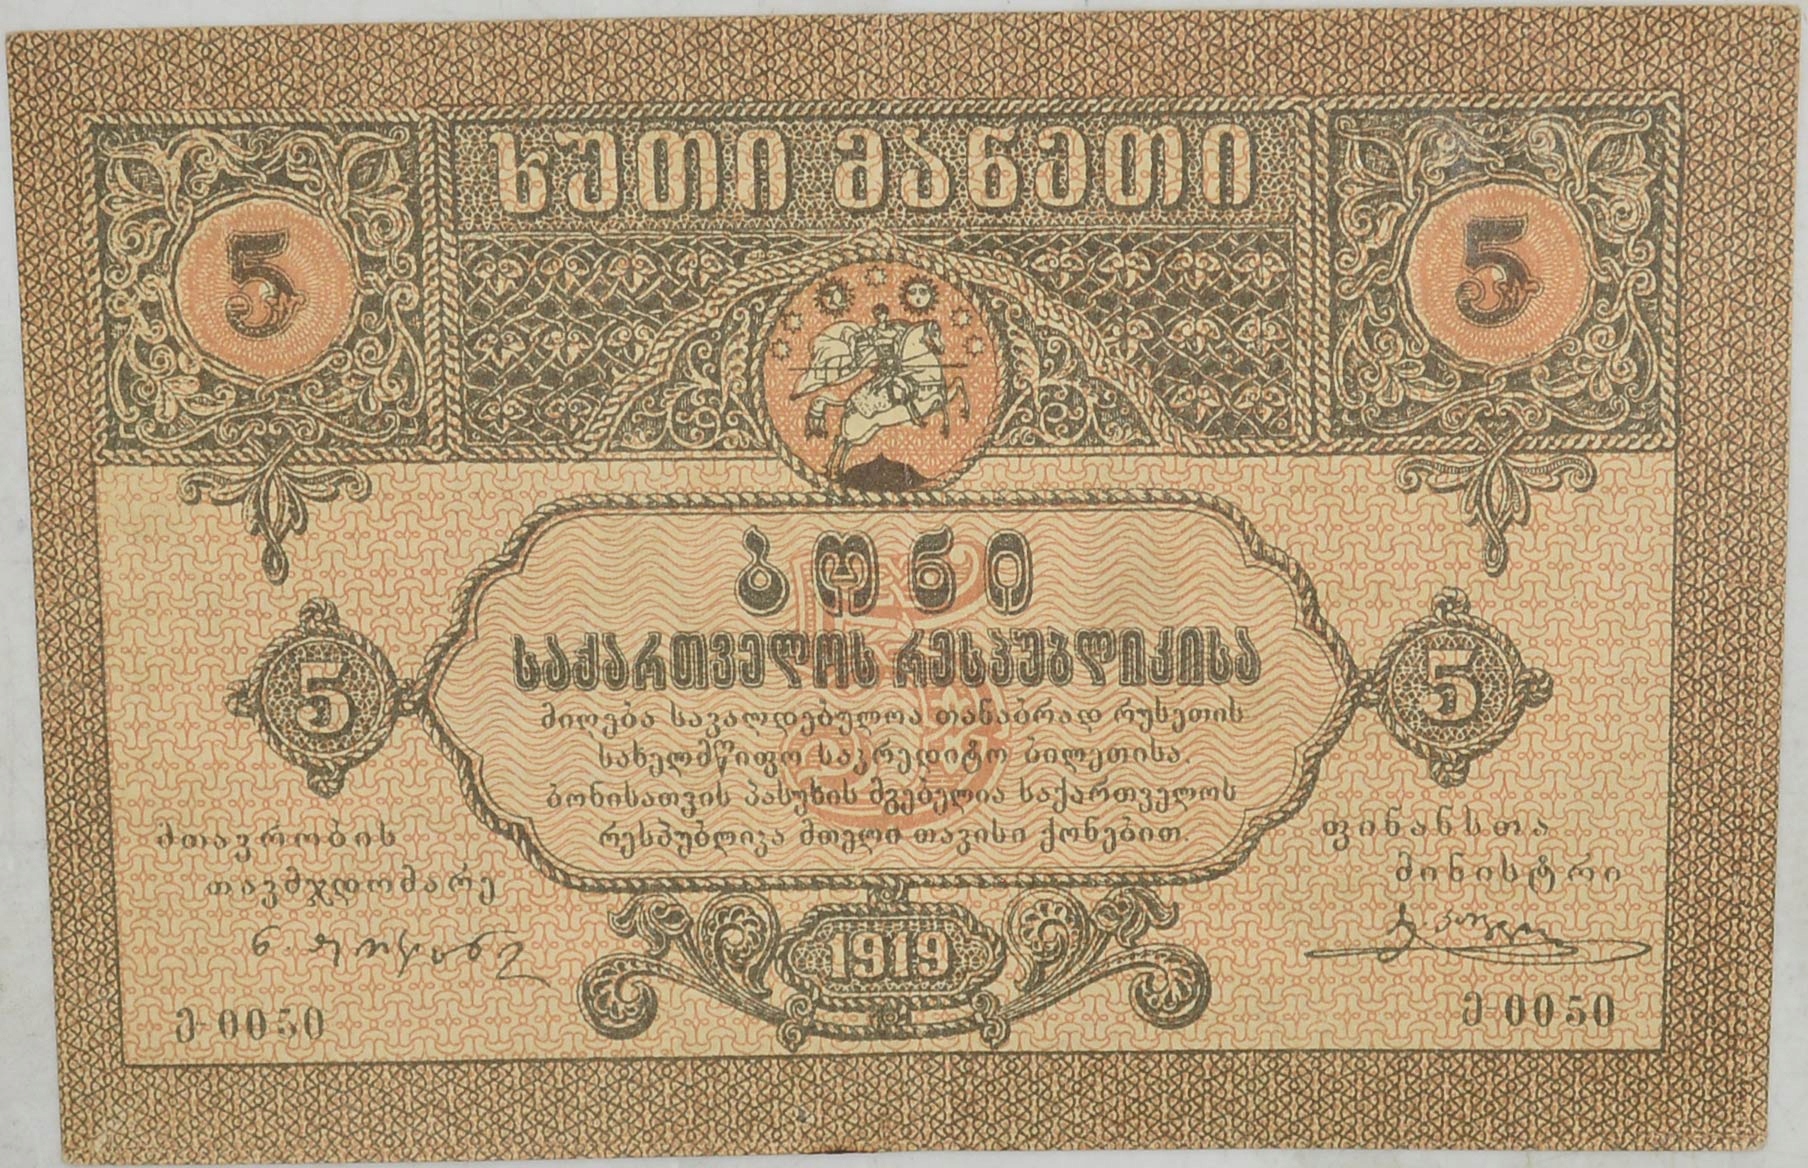 5
ხუთი მანეთი
5
ბონი
საქართველოს რესპუბლიკისა
მიღება სავალდებულოა თანაბრად რუსეთის
სახელმწიფო საკრედიტო ბილეთისა.
ბონისათვის პასუხის მგებელია საქართველოს
რესპუბლიკა მთელი თავისი ქონებით.
5
5
მთავრობის
თავმჯდომარე
ფინანსთა
მინისტრი
1919
ე-0050
ე-0050